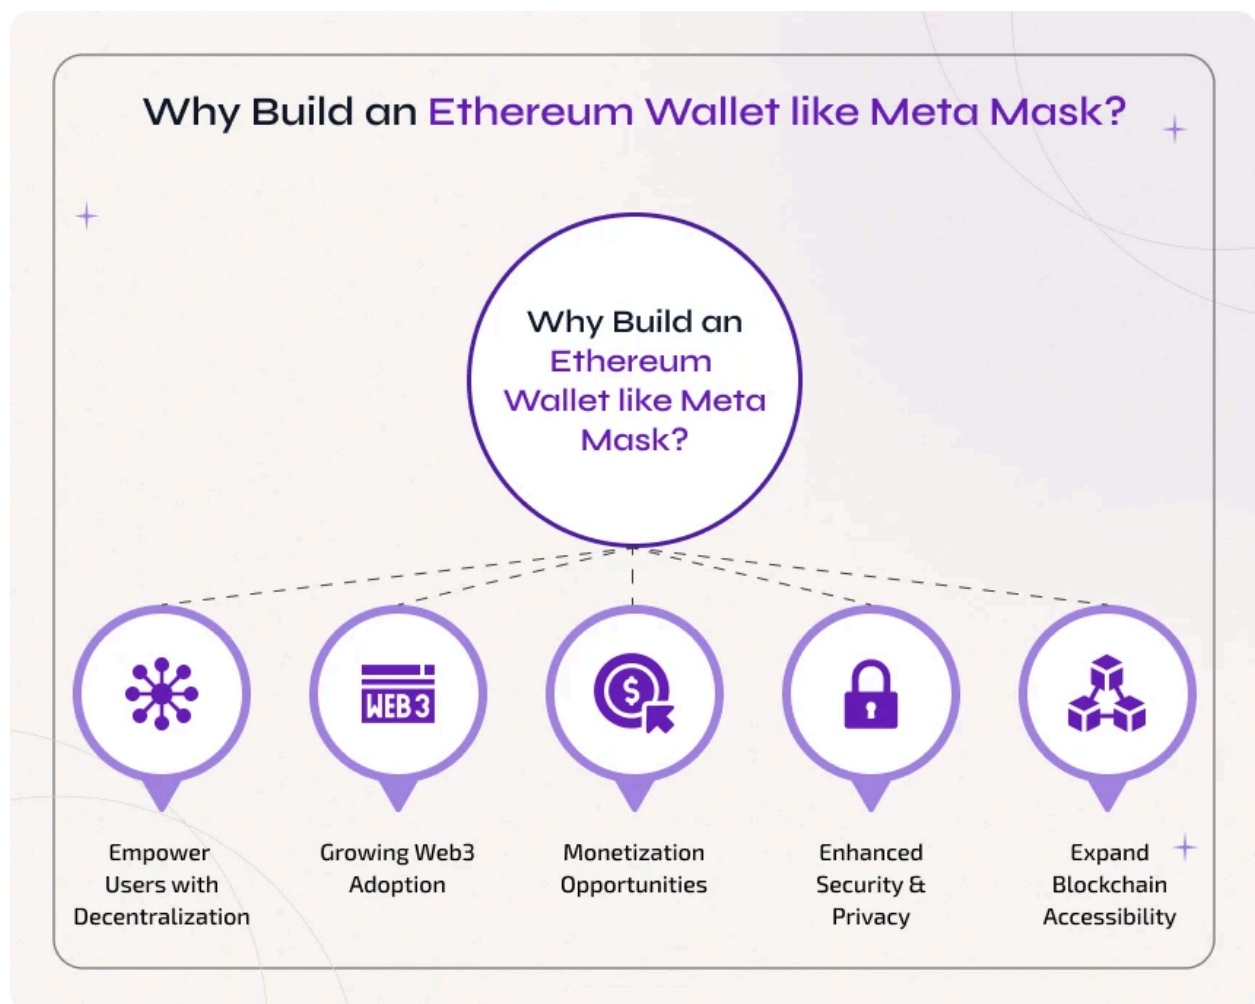 Why Build an Ethereum Wallet like Meta Mask?
Why Build an
Ethereum
Wallet like Meta
Mask?
WEB3
$
Empower
Users with
Decentralization
Growing Web3
Adoption
Monetization
Opportunities
Enhanced
Security &
Privacy
Expand
Blockchain
Accessibility